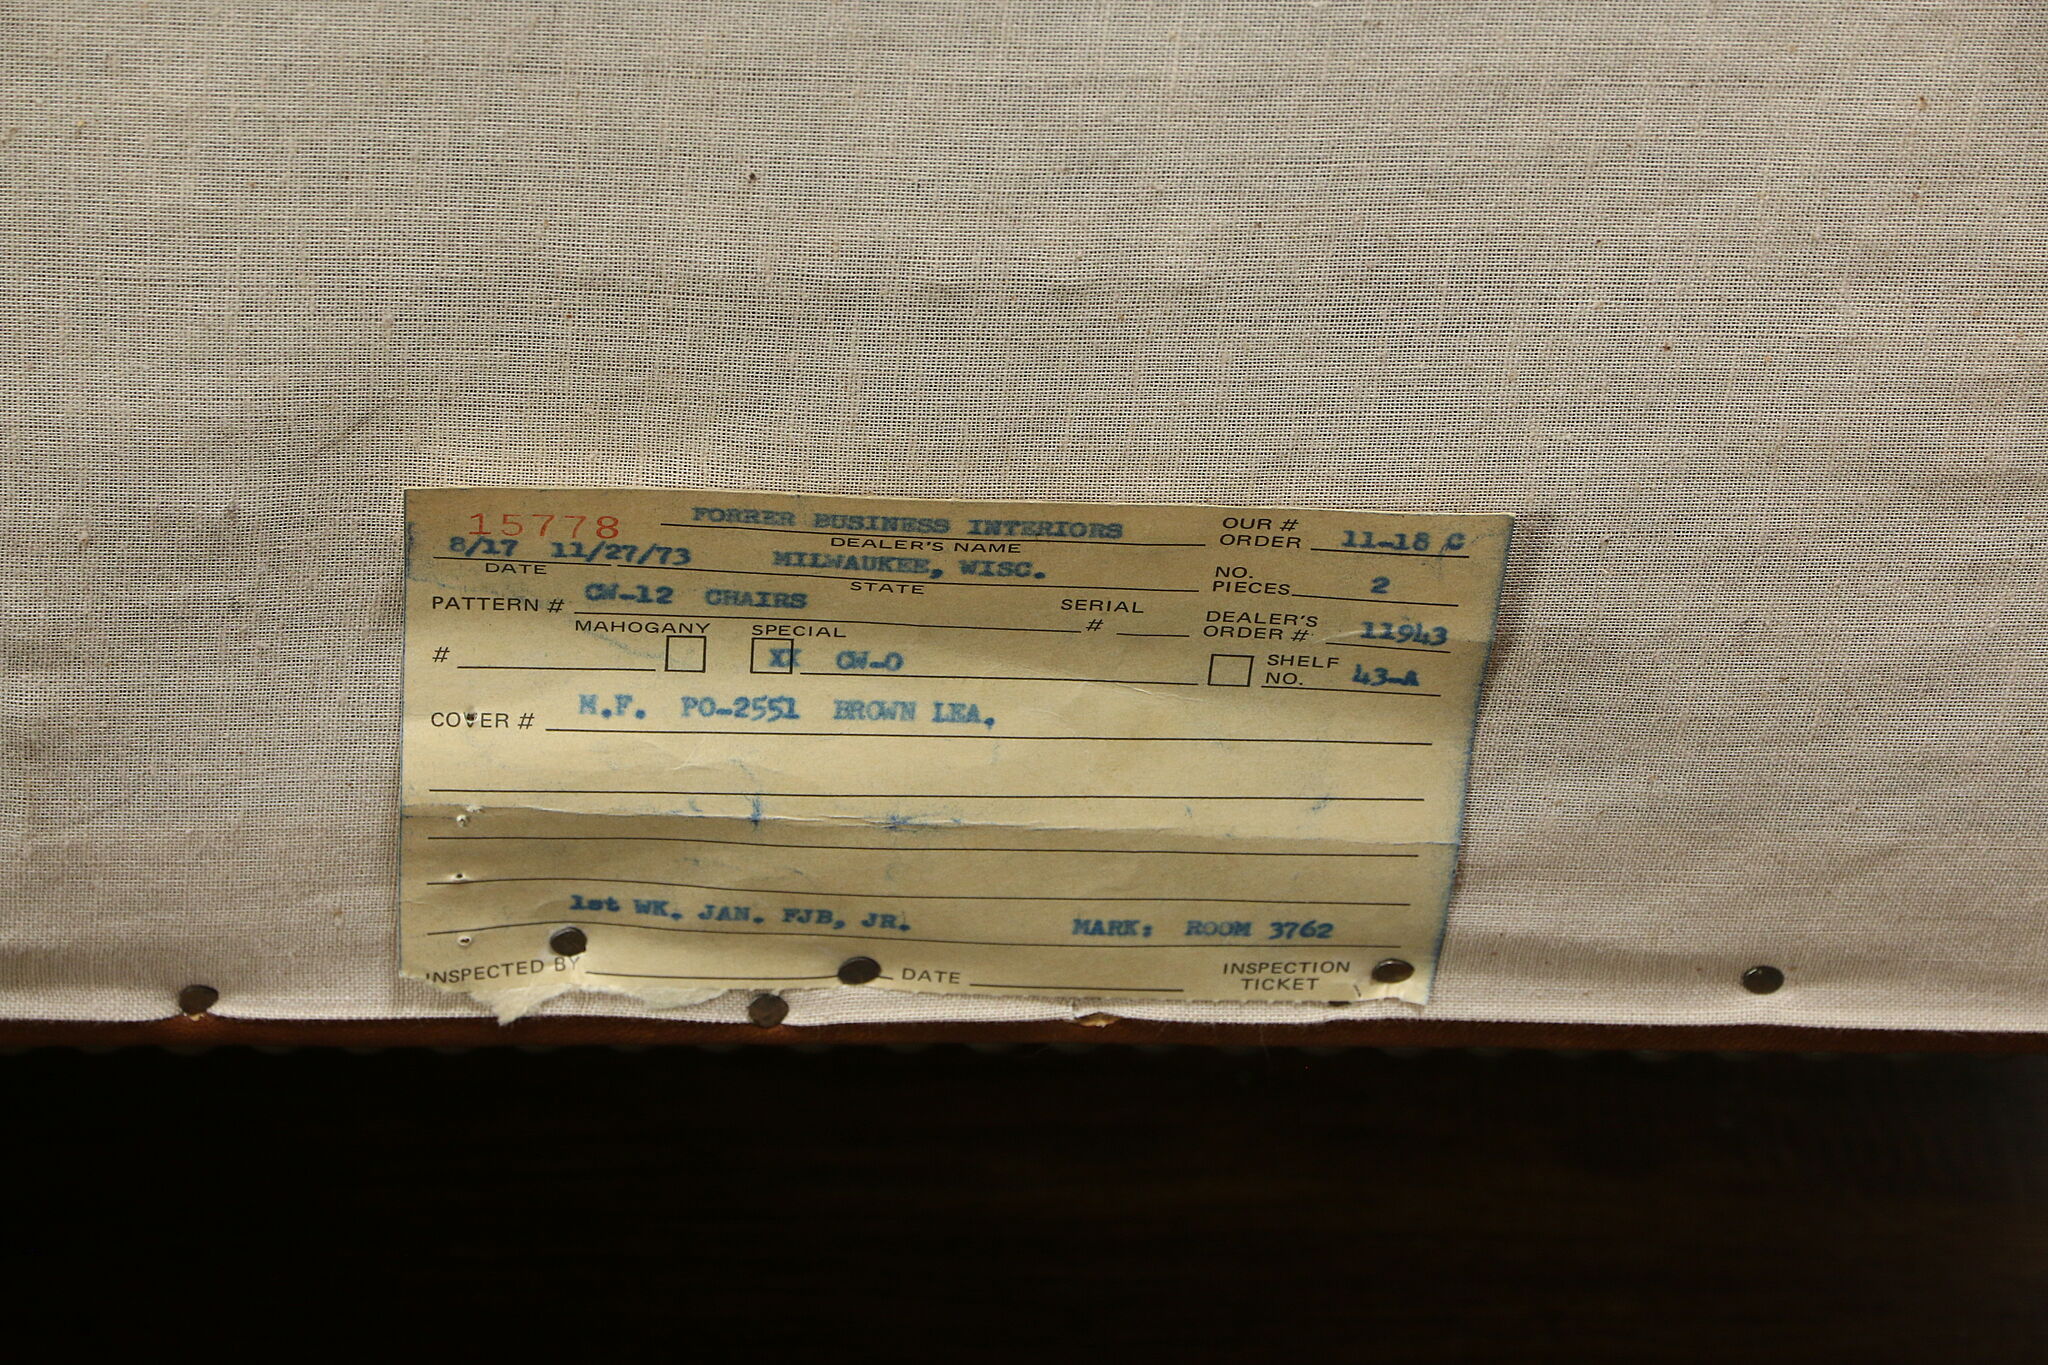 15778 FORRER BUSINESS INTERIORS OUR # ORDER 11-18 C
DEALER'S NAME
8/17 11/27/73 MILWAUKEE, WISC. NO. PIECES 2
DATE STATE
PATTERN # CW-12 CHAIRS SERIAL # DEALER'S ORDER # 11943
MAHOGANY SPECIAL
# XX CW-O SHELF NO. 43-A
COVER # M.F. PO-2551 BROWN LEA.
1st WK. JAN. FJB, JR. MARK: ROOM 3762
INSPECTED BY DATE INSPECTION TICKET